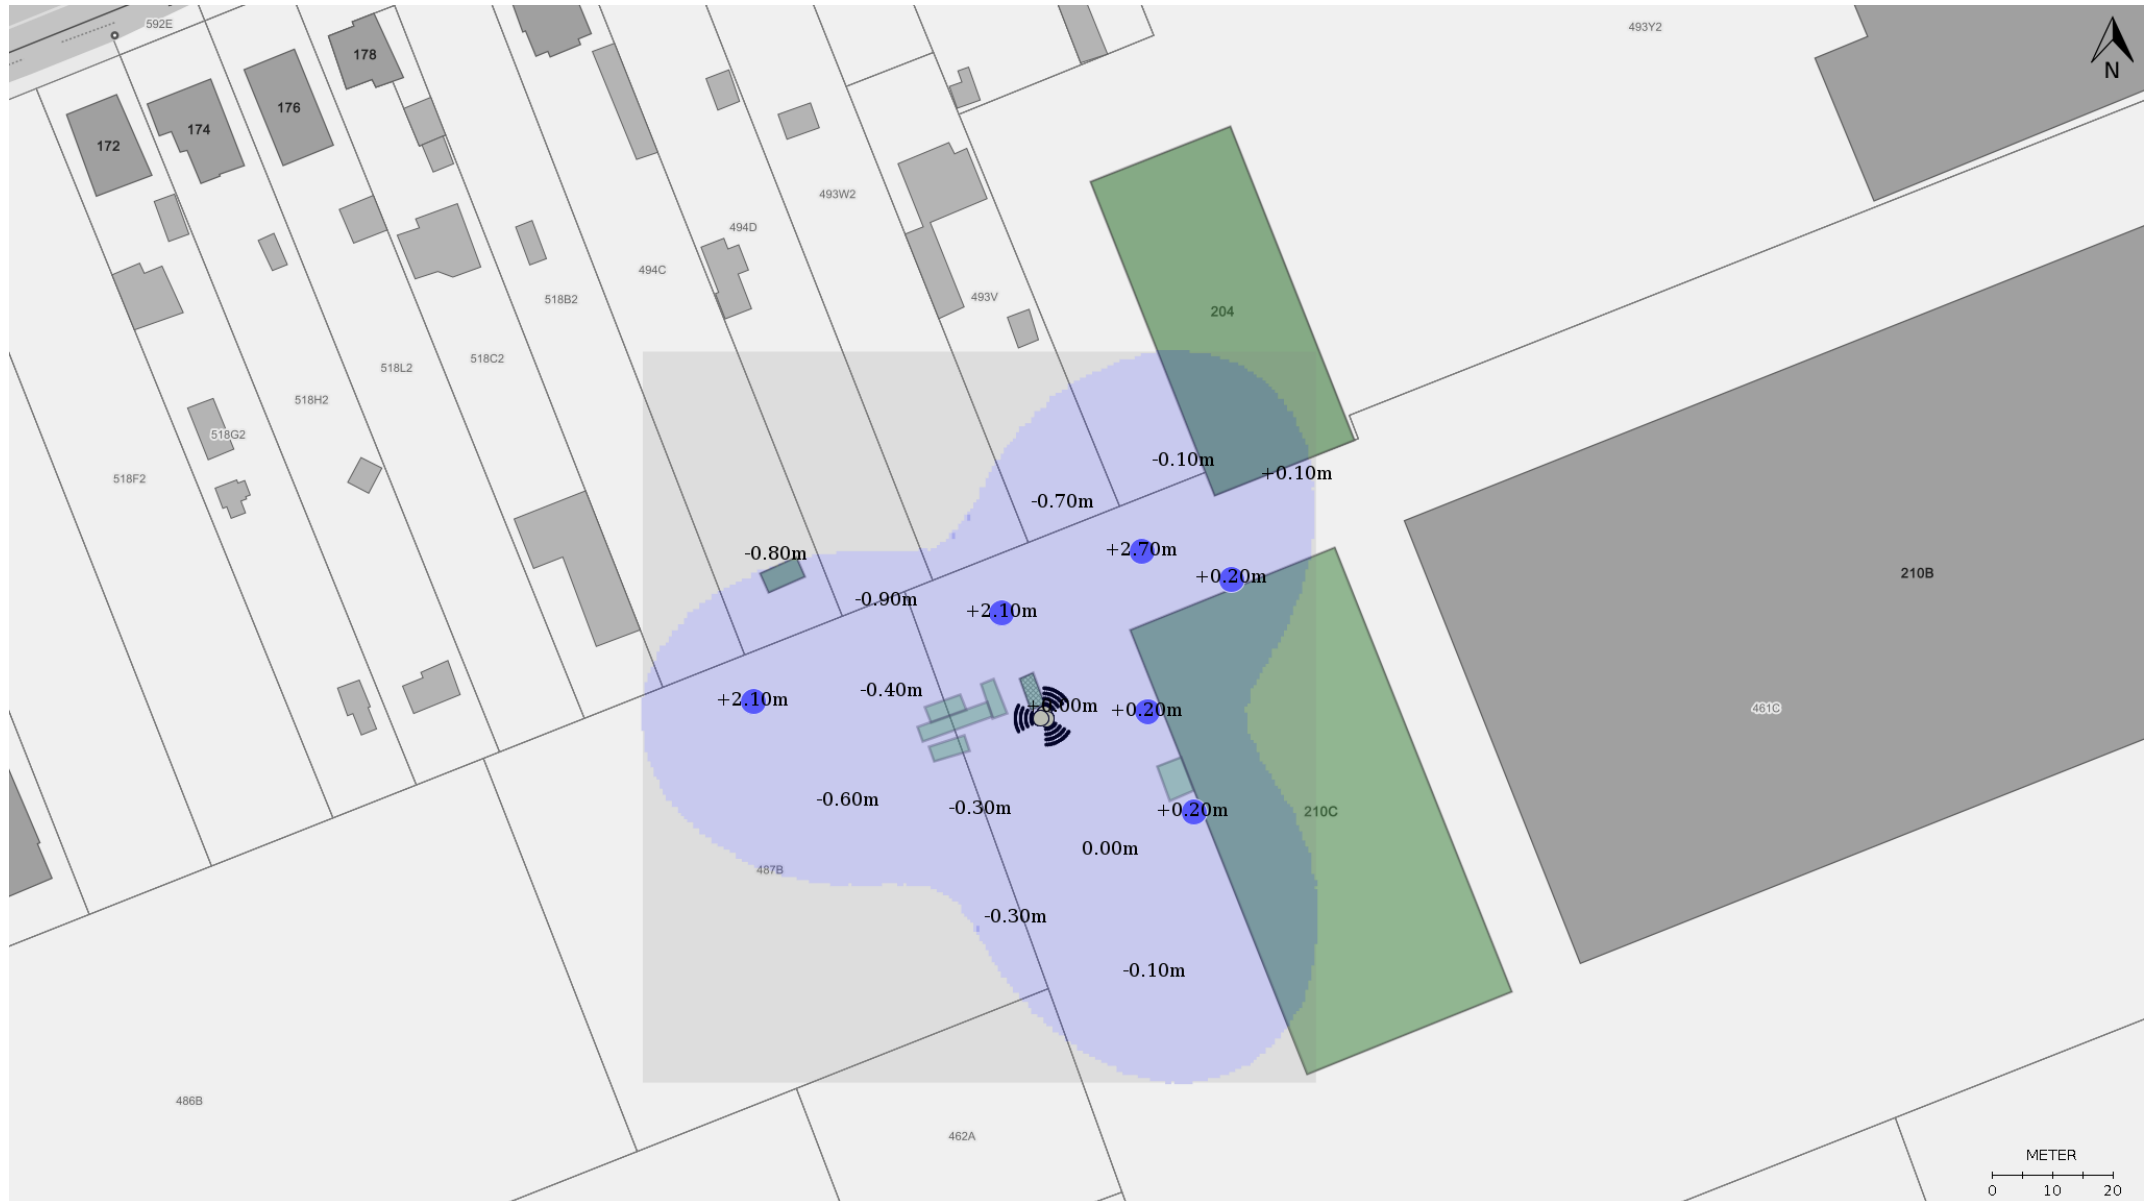 592E
493Y2
178
N
176
174
172
493W2
494D
494C
493V
518B2
204
518C2
518L2
518H2
518G2
518F2
-0.10m
+0.10m
-0.70m
+2.70m
-0.80m
+0.20m
210B
-0.90m
+2.10m
-0.40m
+2.10m
+0.20m
461C
-0.60m
-0.30m
+0.20m
210C
0.00m
487B
-0.30m
-0.10m
486B
462A
METER
0 10 20